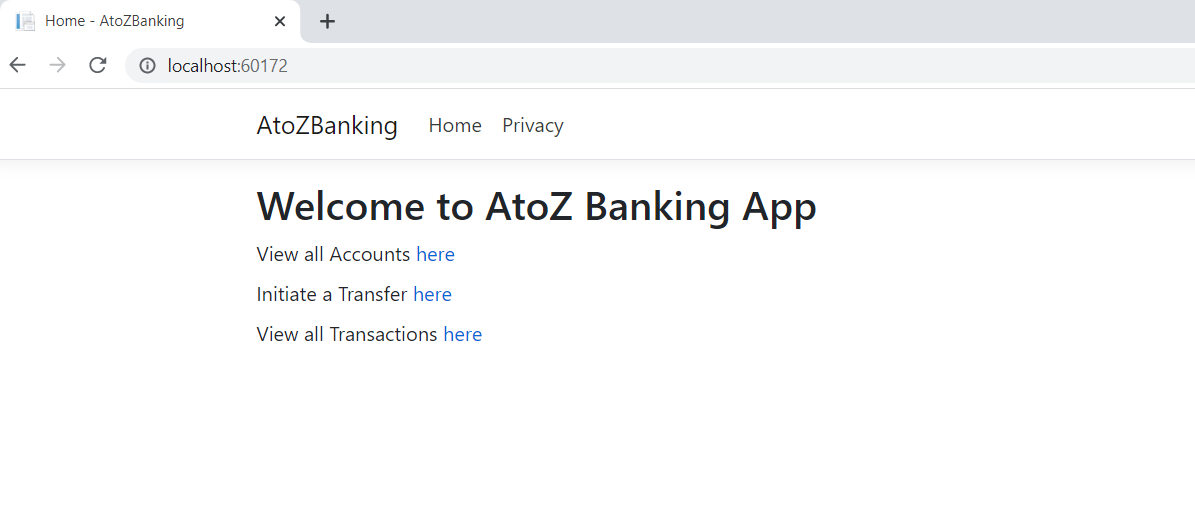 Home - AtoZBanking
localhost:60172
AtoZBanking Home Privacy
Welcome to AtoZ Banking App
View all Accounts here
Initiate a Transfer here
View all Transactions here